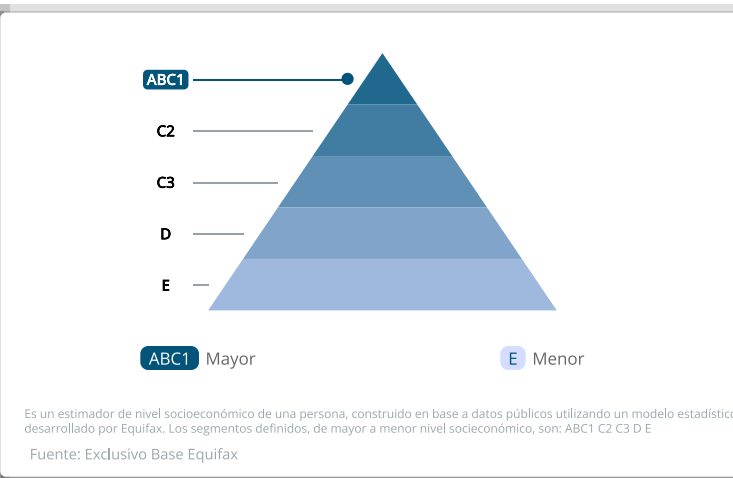 ABC1
C2
C3
D
E
ABC1 Mayor
E Menor
Es un estimador de nivel socioeconómico de una persona, construido en base a datos públicos utilizando un modelo estadístico
desarrollado por Equifax. Los segmentos definidos, de mayor a menor nivel socieconómico, son: ABC1 C2 C3 D E
Fuente: Exclusivo Base Equifax